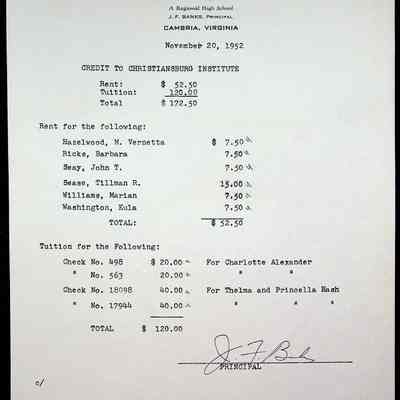 A Regional High School
J. F. BANKS, PRINCIPAL
CAMBRIA, VIRGINIA
November 20, 1952
CREDIT TO CHRISTIANSBURG INSTITUTE
Rent: $ 52.50
Tuition: 120.00
Total $ 172.50
Rent for the following:
Hazelwood, M. Vernetta $ 7.50
Ricks, Barbara 7.50
Seay, John T. 7.50
Sease, Tillman R. 15.00
Williams, Marian 7.50
Washington, Eula 7.50
TOTAL: $ 52.50
Tuition for the Following:
Check No. 498 $ 20.00 For Charlotte Alexander
" No. 563 20.00 " "
Check No. 18098 40.00 For Thelma and Princella Nash
" No. 17944 40.00 " " "
TOTAL $ 120.00
J F Banks
PRINCIPAL
c/